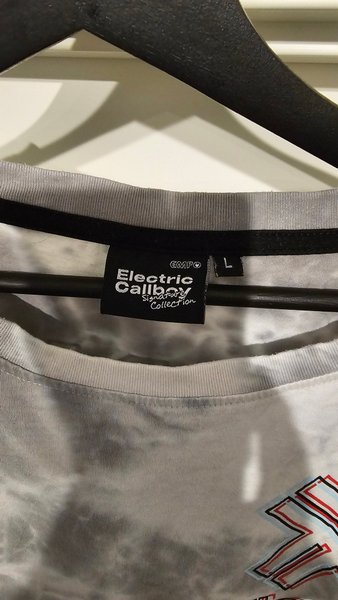 EMP
L
Electric
Callboy
Signature
Collection